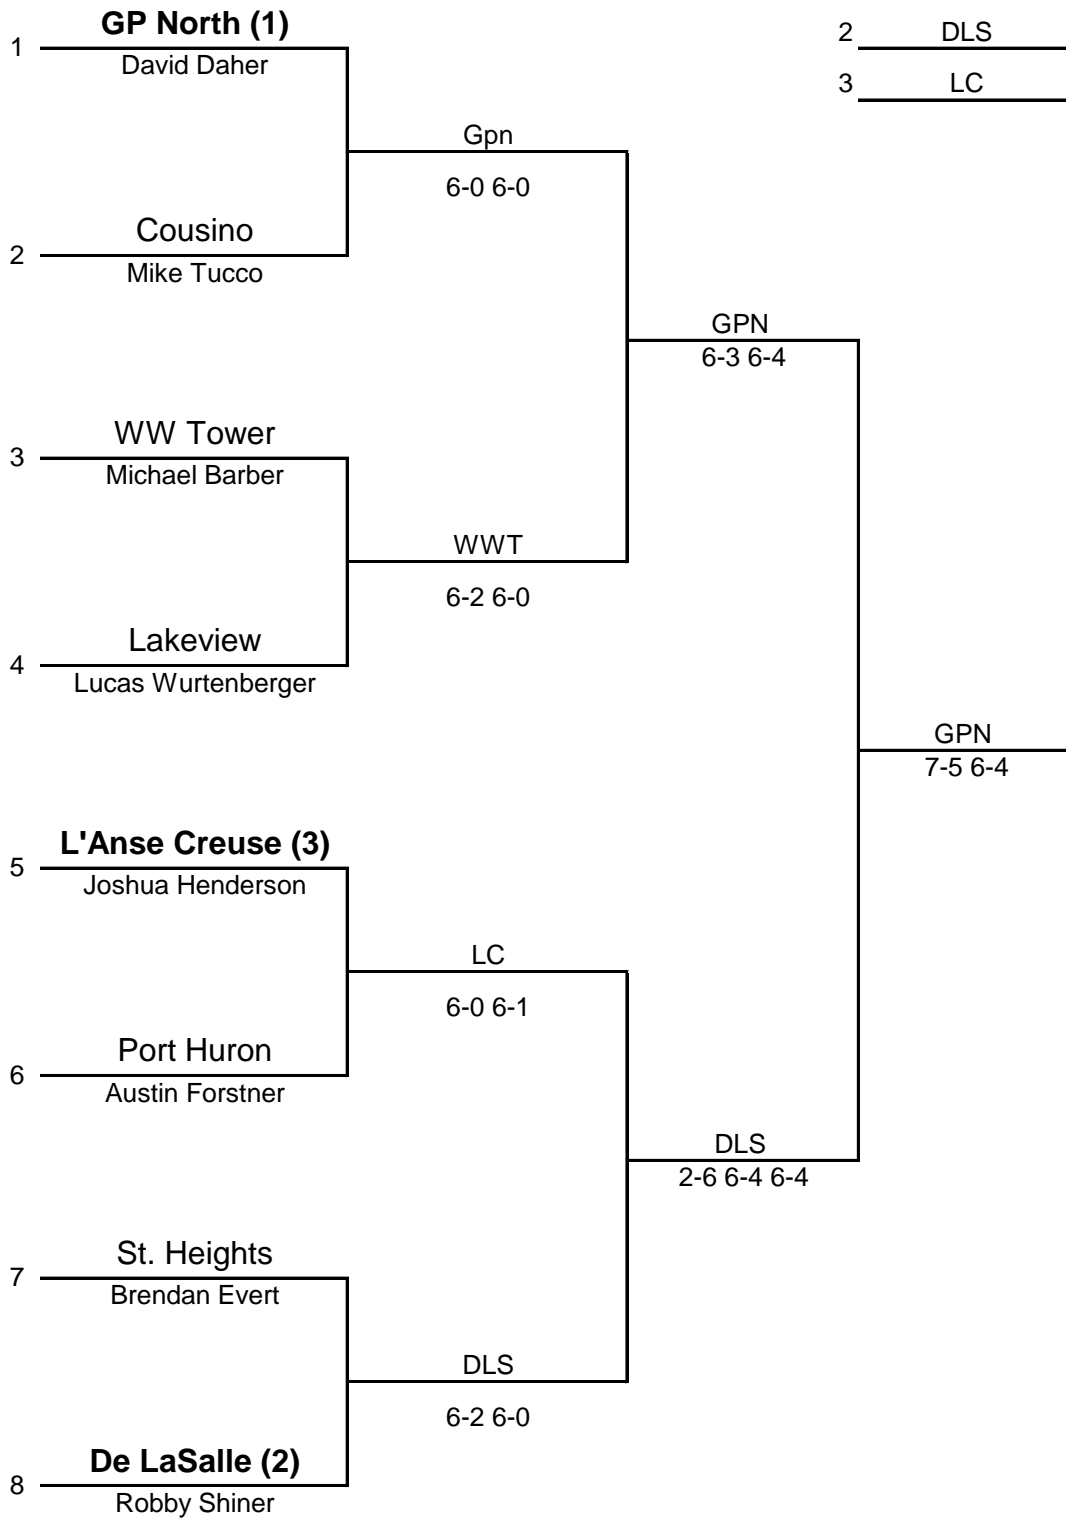 GP North (1)
1
David Daher
2 DLS
3 LC
Gpn
6-0 6-0
Cousino
2
Mike Tucco
GPN
6-3 6-4
WW Tower
3
Michael Barber
WWT
6-2 6-0
Lakeview
4
Lucas Wurtenberger
GPN
7-5 6-4
L'Anse Creuse (3)
5
Joshua Henderson
LC
6-0 6-1
Port Huron
6
Austin Forstner
DLS
2-6 6-4 6-4
St. Heights
7
Brendan Evert
DLS
6-2 6-0
De LaSalle (2)
8
Robby Shiner